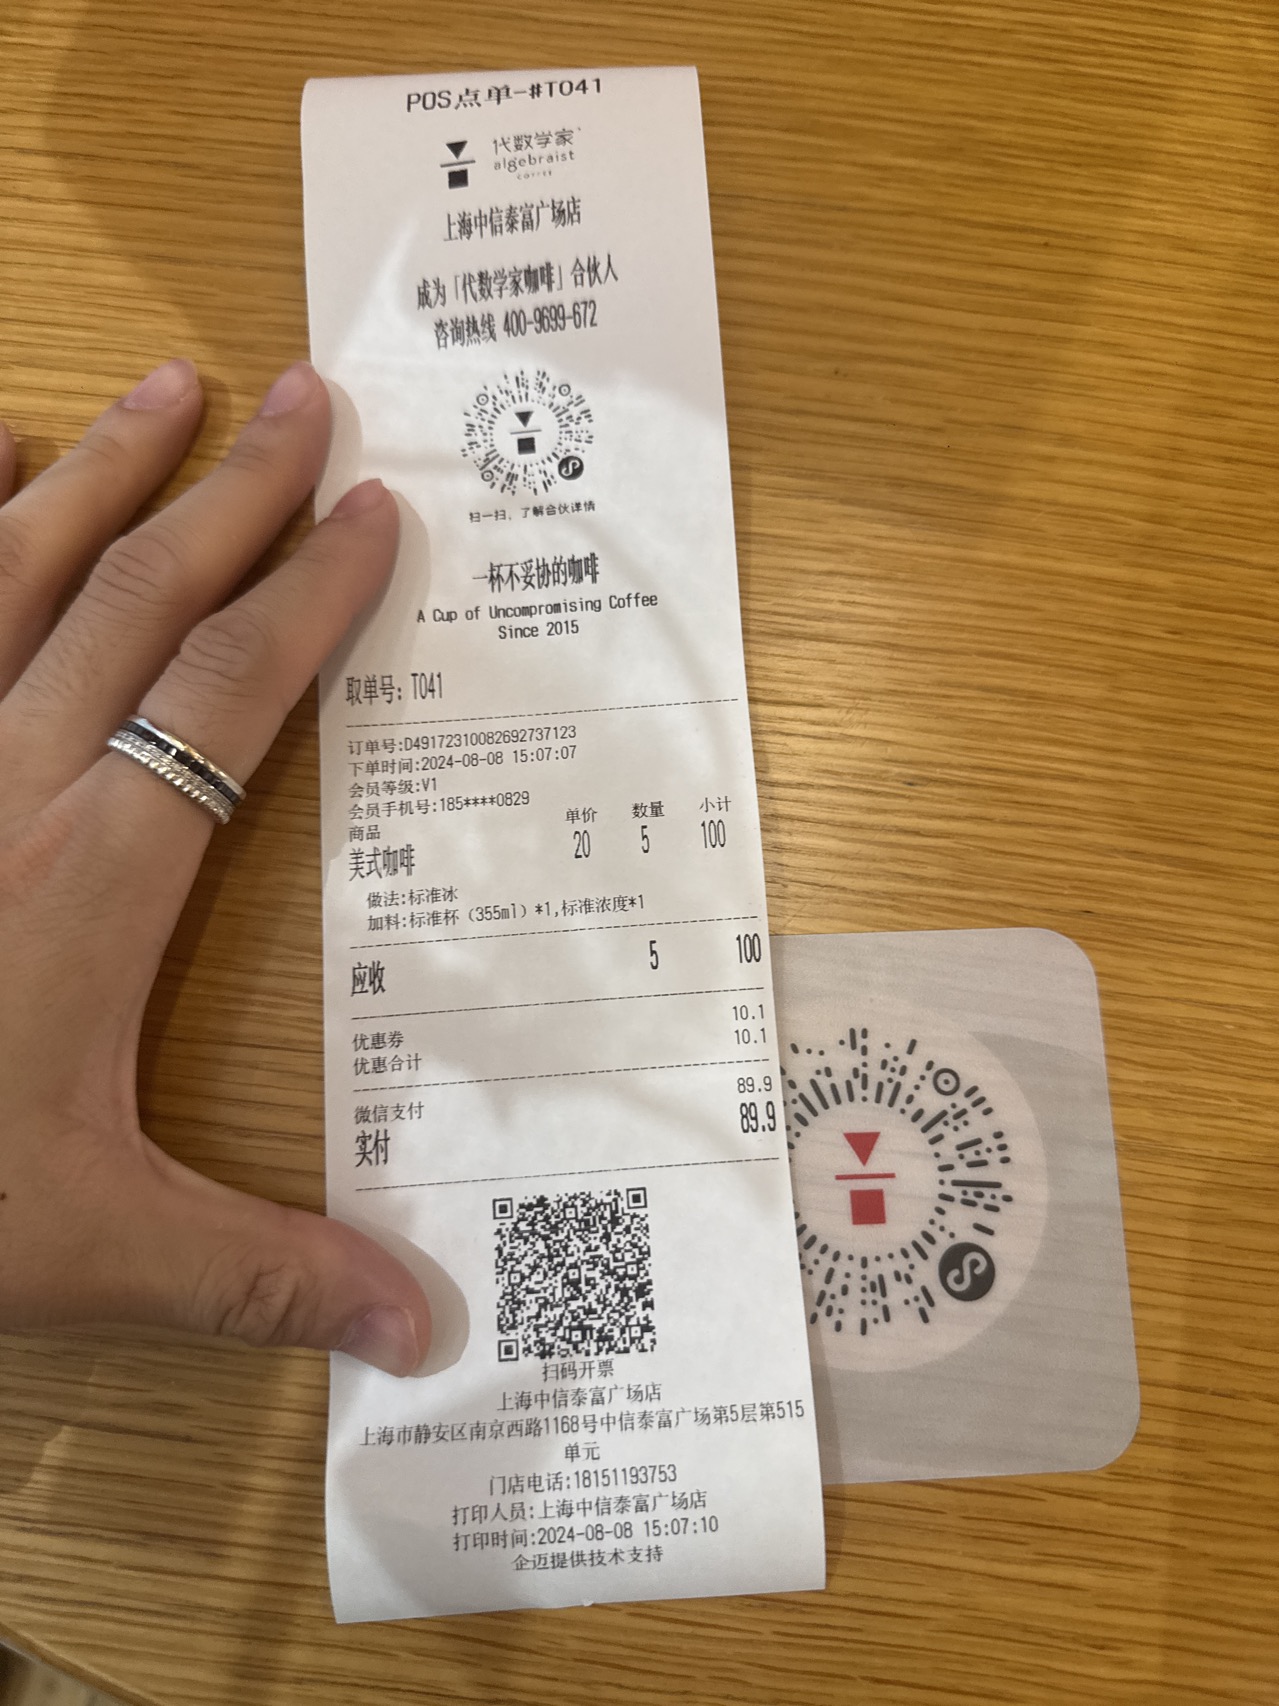 POS点单-#T041
代数学家
algebraist
COFFEE
上海中信泰富广场店
成为「代数学家咖啡」合伙人
咨询热线 400-9699-672
扫一扫，了解合伙详情
一杯不妥协的咖啡
A Cup of Uncompromising Coffee
Since 2015
取单号: T041
订单号:D49172310082692737123
下单时间:2024-08-08 15:07:07
会员等级:V1
会员手机号:185****0829
商品 单价 数量 小计
美式咖啡 20 5 100
做法:标准冰
加料:标准杯（355ml）*1,标准浓度*1
应收 5 100
优惠券 10.1
优惠合计 10.1
微信支付 89.9
实付 89.9
扫码开票
上海中信泰富广场店
上海市静安区南京西路1168号中信泰富广场第5层第515
单元
门店电话:18151193753
打印人员:上海中信泰富广场店
打印时间:2024-08-08 15:07:10
企迈提供技术支持